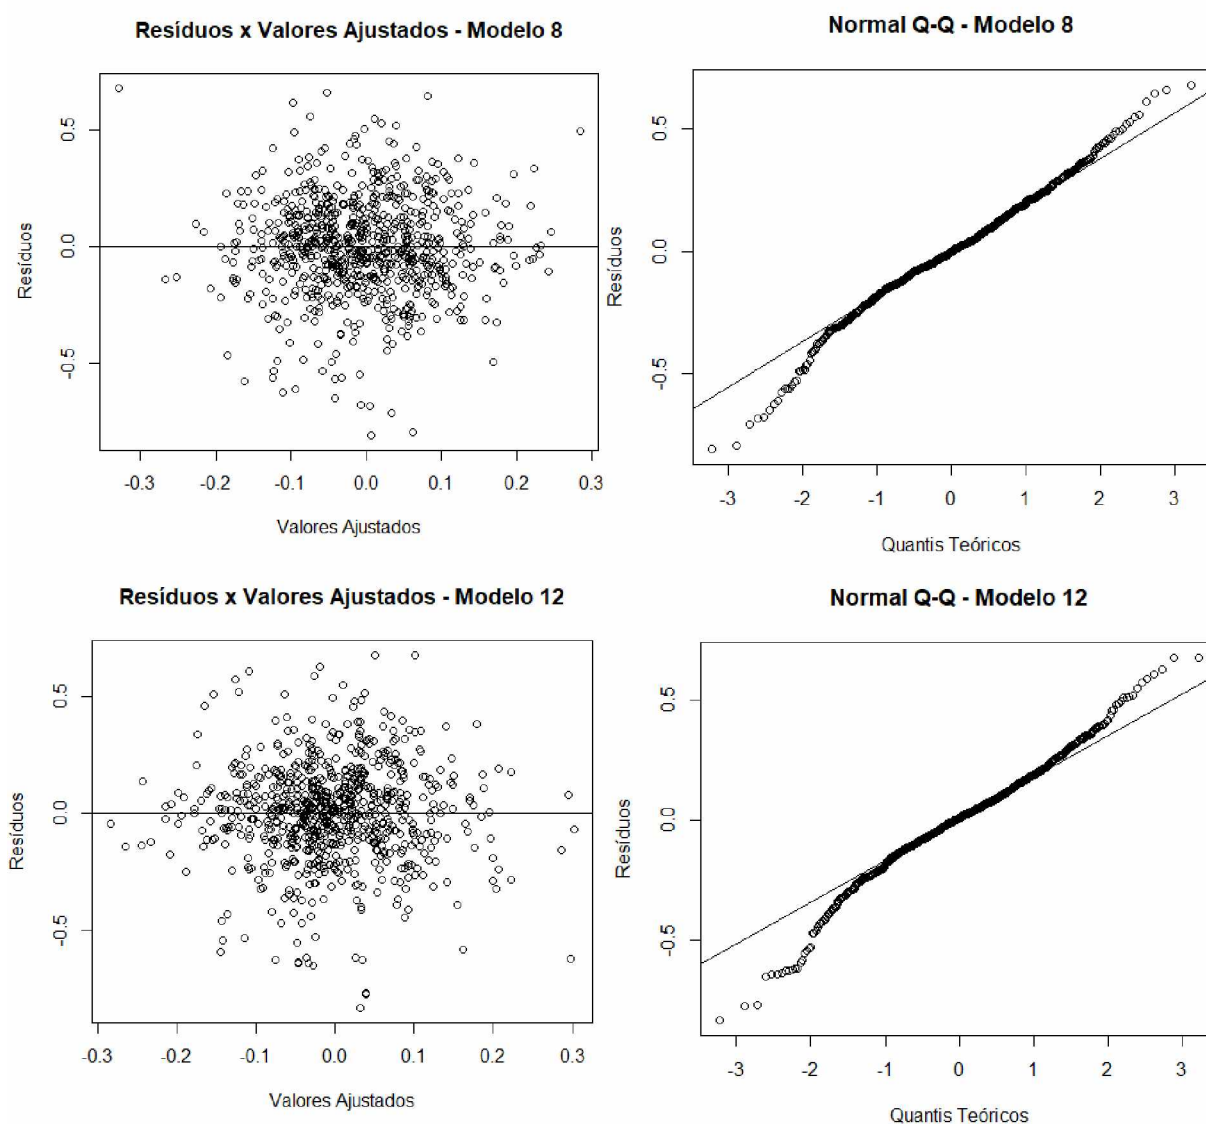 Resíduos x Valores Ajustados - Modelo 8
Resíduos
0.5
0.0
-0.5
-0.3 -0.2 -0.1 0.0 0.1 0.2 0.3
Valores Ajustados
Normal Q-Q - Modelo 8
Resíduos
0.5
0.0
-0.5
-3 -2 -1 0 1 2 3
Quantis Teóricos
Resíduos x Valores Ajustados - Modelo 12
Resíduos
0.5
0.0
-0.5
-0.3 -0.2 -0.1 0.0 0.1 0.2 0.3
Valores Ajustados
Normal Q-Q - Modelo 12
Resíduos
0.5
0.0
-0.5
-3 -2 -1 0 1 2 3
Quantis Teóricos